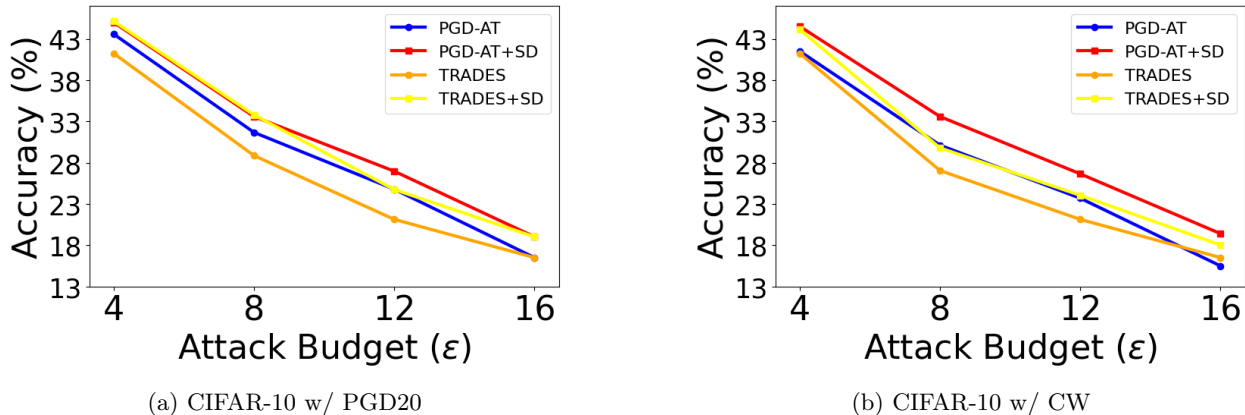 Accuracy (%)
43
38
33
28
23
18
13
4
8
12
16
Attack Budget (ε)
PGD-AT
PGD-AT+SD
TRADES
TRADES+SD
(a) CIFAR-10 w/ PGD20
Accuracy (%)
43
38
33
28
23
18
13
4
8
12
16
Attack Budget (ε)
PGD-AT
PGD-AT+SD
TRADES
TRADES+SD
(b) CIFAR-10 w/ CW